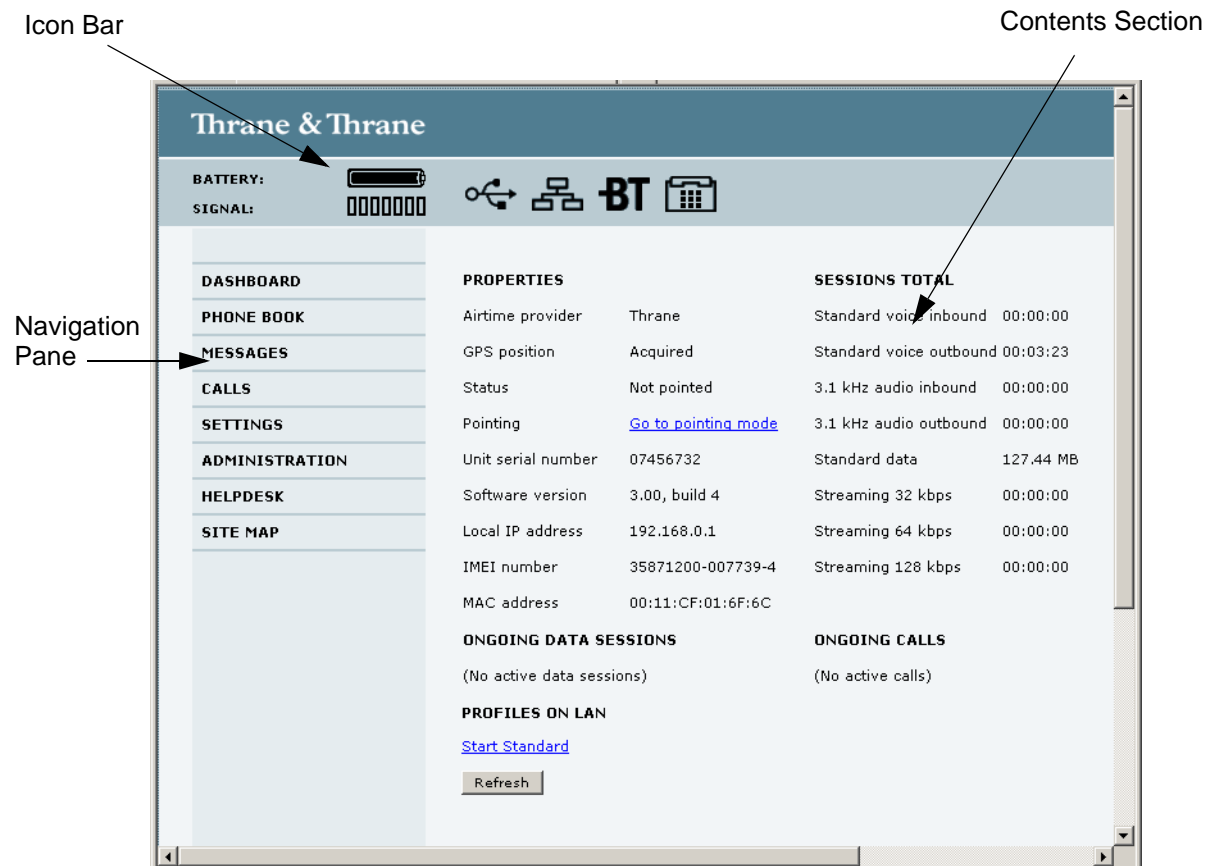 Icon Bar
Contents Section
Thrane & Thrane
BATTERY:
SIGNAL:
BT
Navigation
Pane
DASHBOARD
PHONE BOOK
MESSAGES
CALLS
SETTINGS
ADMINISTRATION
HELPDESK
SITE MAP
PROPERTIES
Airtime provider Thrane
GPS position Acquired
Status Not pointed
Pointing Go to pointing mode
Unit serial number 07456732
Software version 3.00, build 4
Local IP address 192.168.0.1
IMEI number 35871200-007739-4
MAC address 00:11:CF:01:6F:6C
SESSIONS TOTAL
Standard voice inbound 00:00:00
Standard voice outbound 00:03:23
3.1 kHz audio inbound 00:00:00
3.1 kHz audio outbound 00:00:00
Standard data 127.44 MB
Streaming 32 kbps 00:00:00
Streaming 64 kbps 00:00:00
Streaming 128 kbps 00:00:00
ONGOING DATA SESSIONS
(No active data sessions)
ONGOING CALLS
(No active calls)
PROFILES ON LAN
Start Standard
Refresh